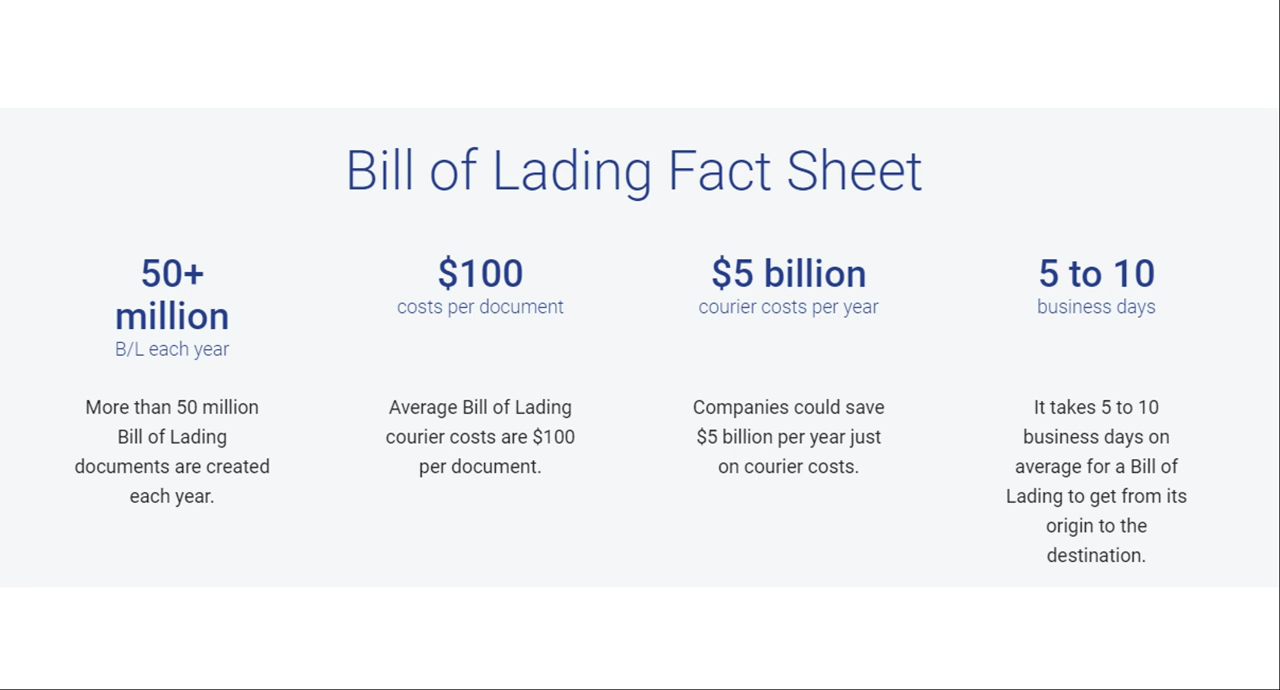 Bill of Lading Fact Sheet
50+
million
B/L each year
More than 50 million
Bill of Lading
documents are created
each year.
$100
costs per document
Average Bill of Lading
courier costs are $100
per document.
$5 billion
courier costs per year
Companies could save
$5 billion per year just
on courier costs.
5 to 10
business days
It takes 5 to 10
business days on
average for a Bill of
Lading to get from its
origin to the
destination.